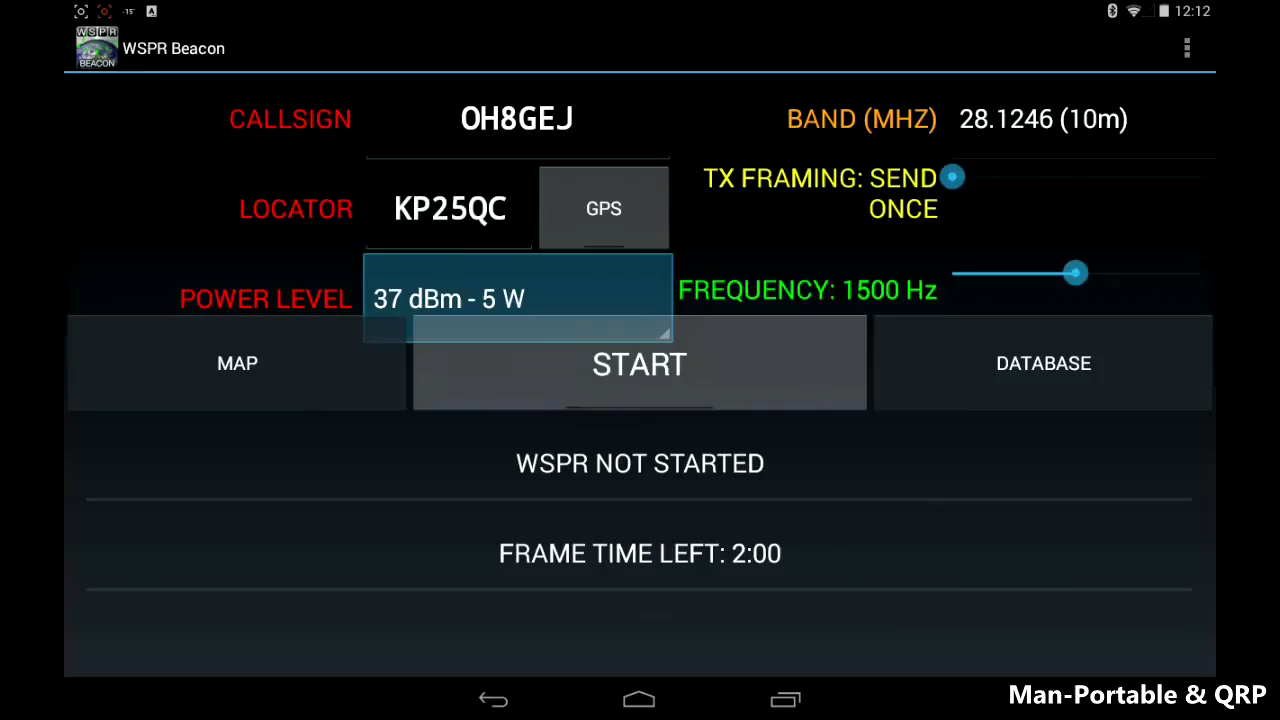 -15°
A
12:12
WSPR
BEACON
WSPR Beacon
CALLSIGN
OH8GEJ
BAND (MHZ)
28.1246 (10m)
LOCATOR
KP25QC
GPS
TX FRAMING: SEND
ONCE
POWER LEVEL
37 dBm - 5 W
FREQUENCY: 1500 Hz
MAP
START
DATABASE
WSPR NOT STARTED
FRAME TIME LEFT: 2:00
Man-Portable & QRP